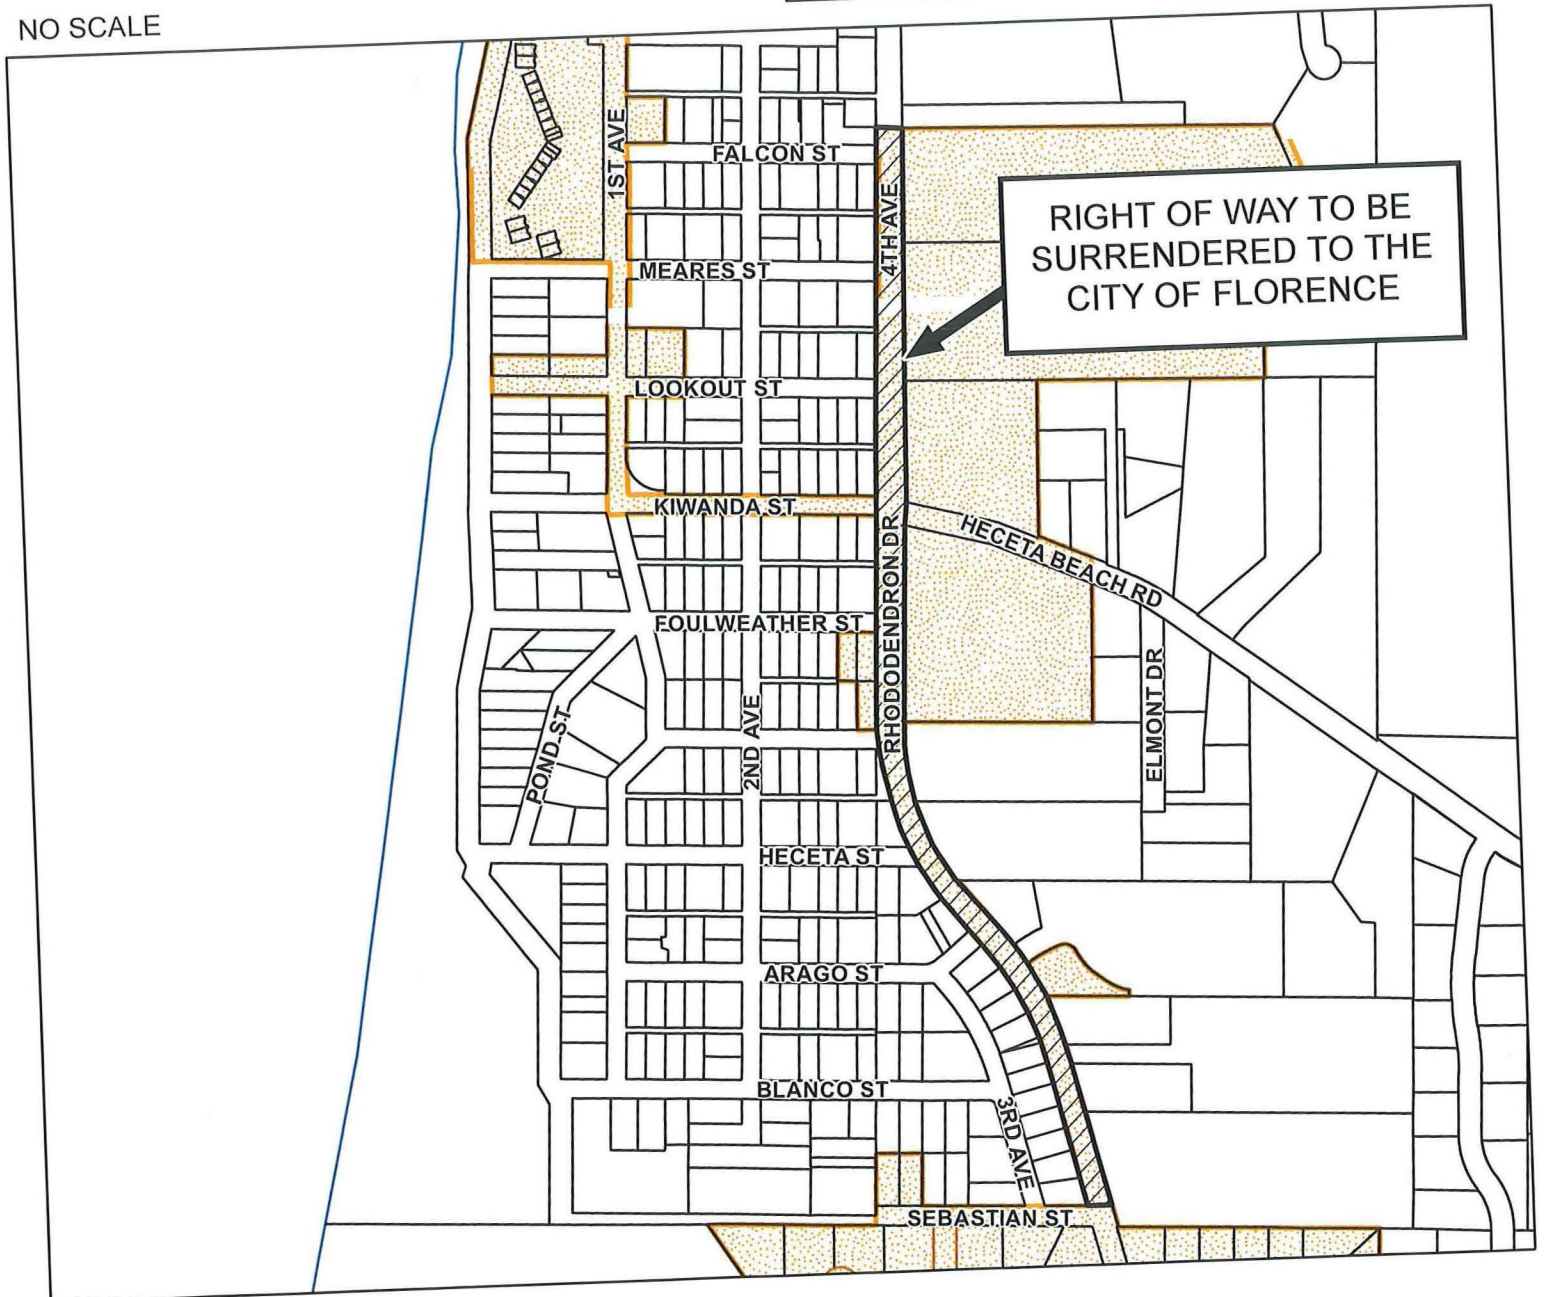 NO SCALE
1ST AVE
FALCON ST
4TH AVE
RIGHT OF WAY TO BE
SURRENDERED TO THE
CITY OF FLORENCE
MEARES ST
LOOKOUT ST
KIWANDA ST
HECETA BEACH RD
RHODODENDRON DR
FOULWEATHER ST
ELMONT DR
POND ST
2ND AVE
HECETA ST
ARAGO ST
BLANCO ST
3RD AVE
SEBASTIAN ST